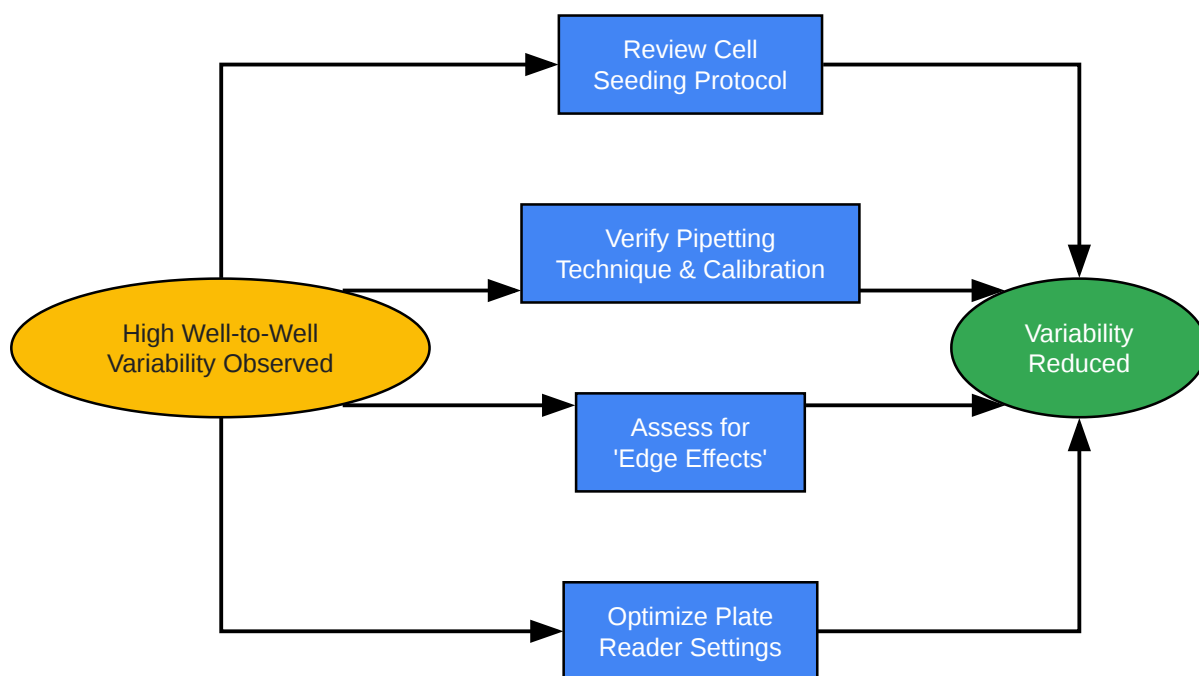 Review Cell
Seeding Protocol
Verify Pipetting
Technique & Calibration
High Well-to-Well
Variability Observed
Variability
Reduced
Assess for
'Edge Effects'
Optimize Plate
Reader Settings